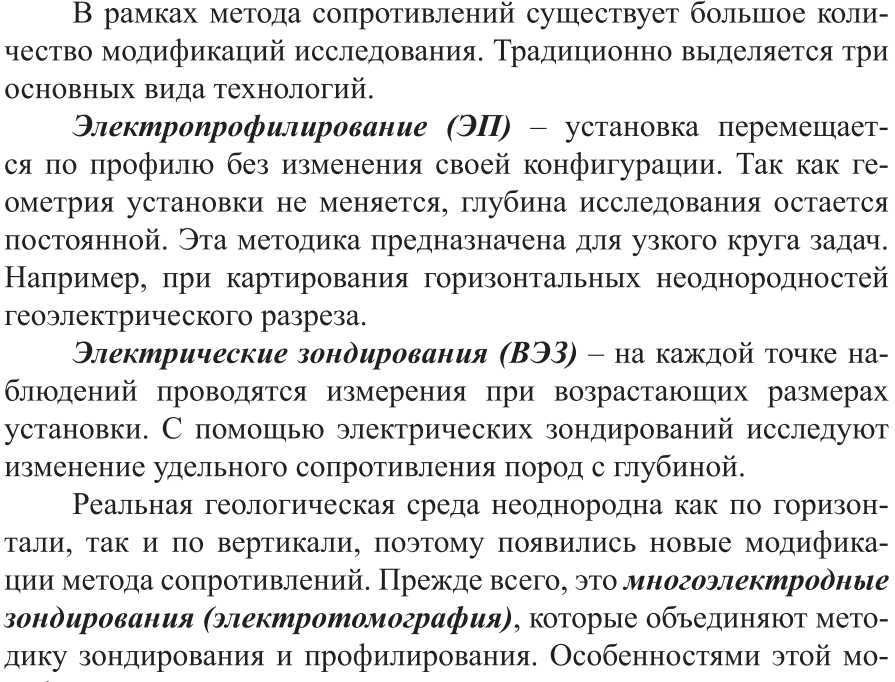 В рамках метода сопротивлений существует большое коли-
чество модификаций исследования. Традиционно выделяется три
основных вида технологий.
Электропрофилирование (ЭП) – установка перемещает-
ся по профилю без изменения своей конфигурации. Так как ге-
ометрия установки не меняется, глубина исследования остается
постоянной. Эта методика предназначена для узкого круга задач.
Например, при картирования горизонтальных неоднородностей
геоэлектрического разреза.
Электрические зондирования (ВЭЗ) – на каждой точке на-
блюдений проводятся измерения при возрастающих размерах
установки. С помощью электрических зондирований исследуют
изменение удельного сопротивления пород с глубиной.
Реальная геологическая среда неоднородна как по горизон-
тали, так и по вертикали, поэтому появились новые модифика-
ции метода сопротивлений. Прежде всего, это многоэлектродные
зондирования (электротомография), которые объединяют мето-
дику зондирования и профилирования. Особенностями этой мо-